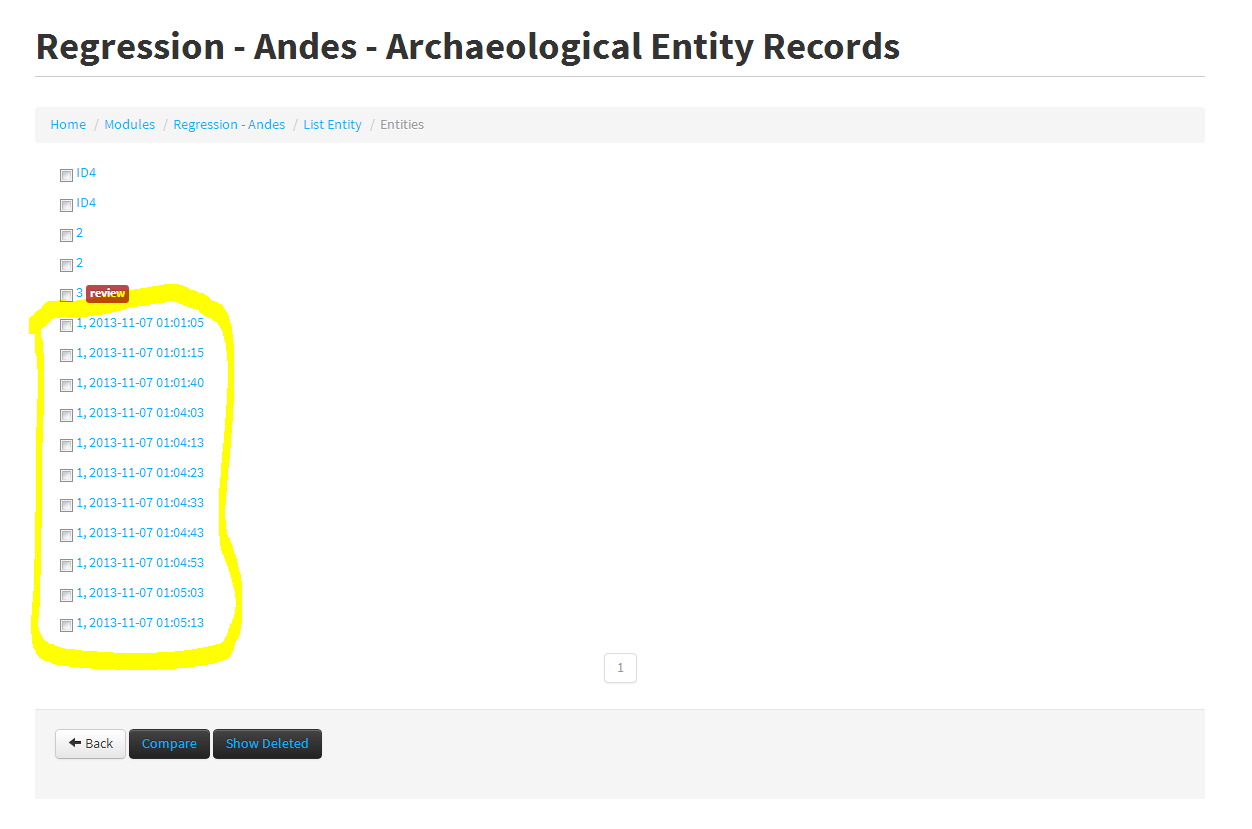 Regression - Andes - Archaeological Entity Records
Home / Modules / Regression - Andes / List Entity / Entities
ID4
ID4
2
2
3 review
1, 2013-11-07 01:01:05
1, 2013-11-07 01:01:15
1, 2013-11-07 01:01:40
1, 2013-11-07 01:04:03
1, 2013-11-07 01:04:13
1, 2013-11-07 01:04:23
1, 2013-11-07 01:04:33
1, 2013-11-07 01:04:43
1, 2013-11-07 01:04:53
1, 2013-11-07 01:05:03
1, 2013-11-07 01:05:13
1
Back Compare Show Deleted